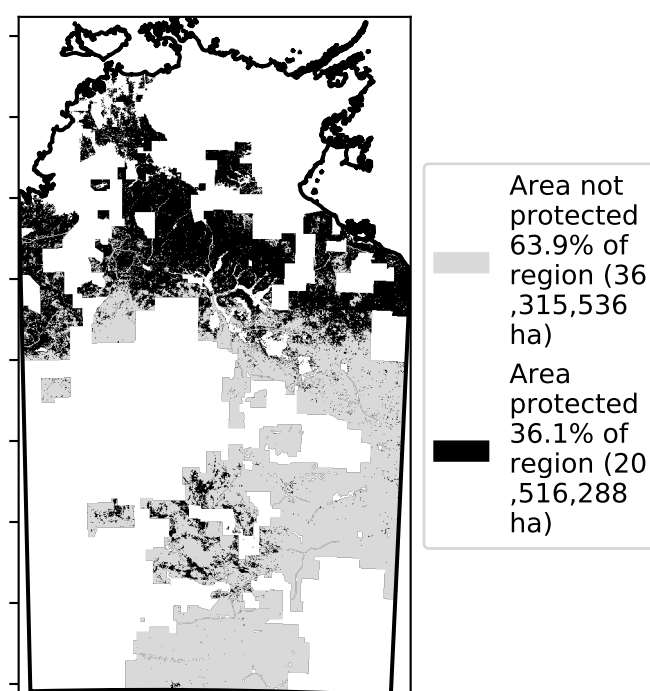 Area not
protected
63.9% of
region (36
,315,536
ha)
Area
protected
36.1% of
region (20
,516,288
ha)